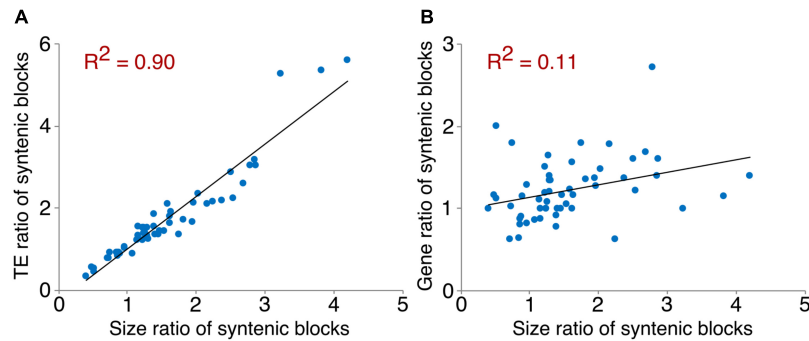 A
R² = 0.90
TE ratio of syntenic blocks
6
4
2
0
0 1 2 3 4 5
Size ratio of syntenic blocks
B
R² = 0.11
Gene ratio of syntenic blocks
3
2
1
0
0 1 2 3 4 5
Size ratio of syntenic blocks